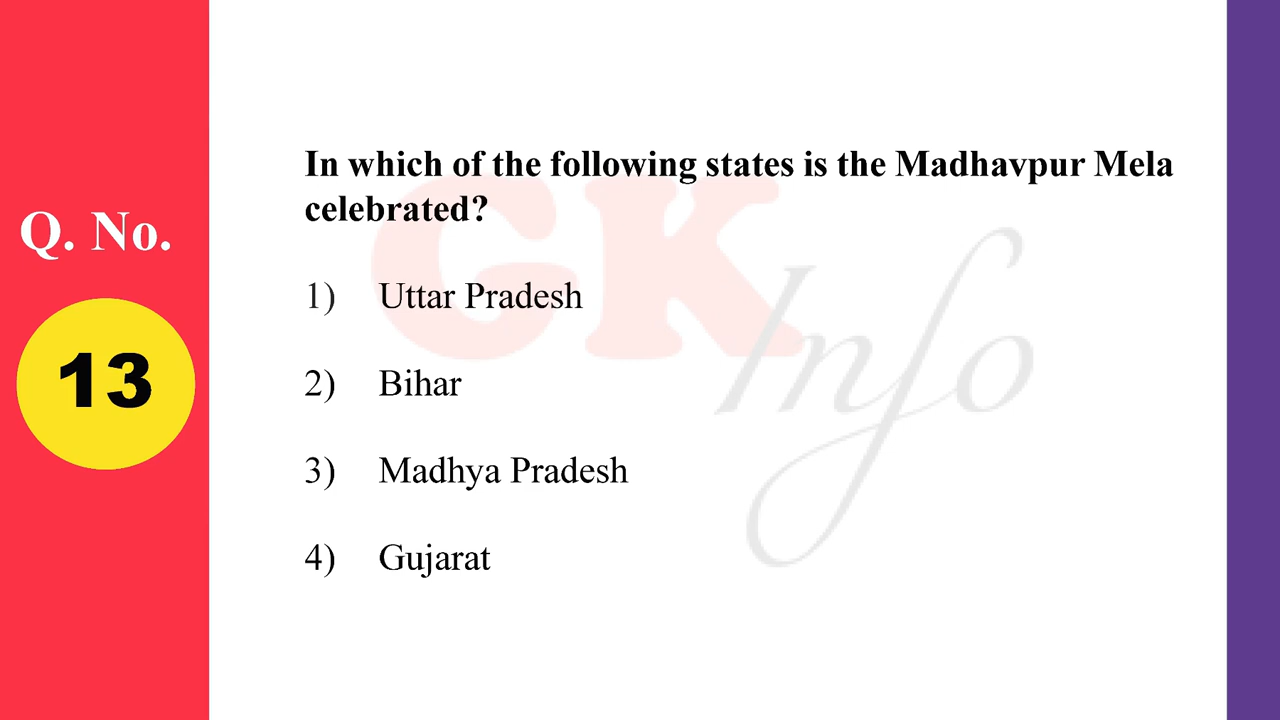 Q. No.
13
In which of the following states is the Madhavpur Mela
celebrated?
1) Uttar Pradesh
2) Bihar
3) Madhya Pradesh
4) Gujarat
GK
Info